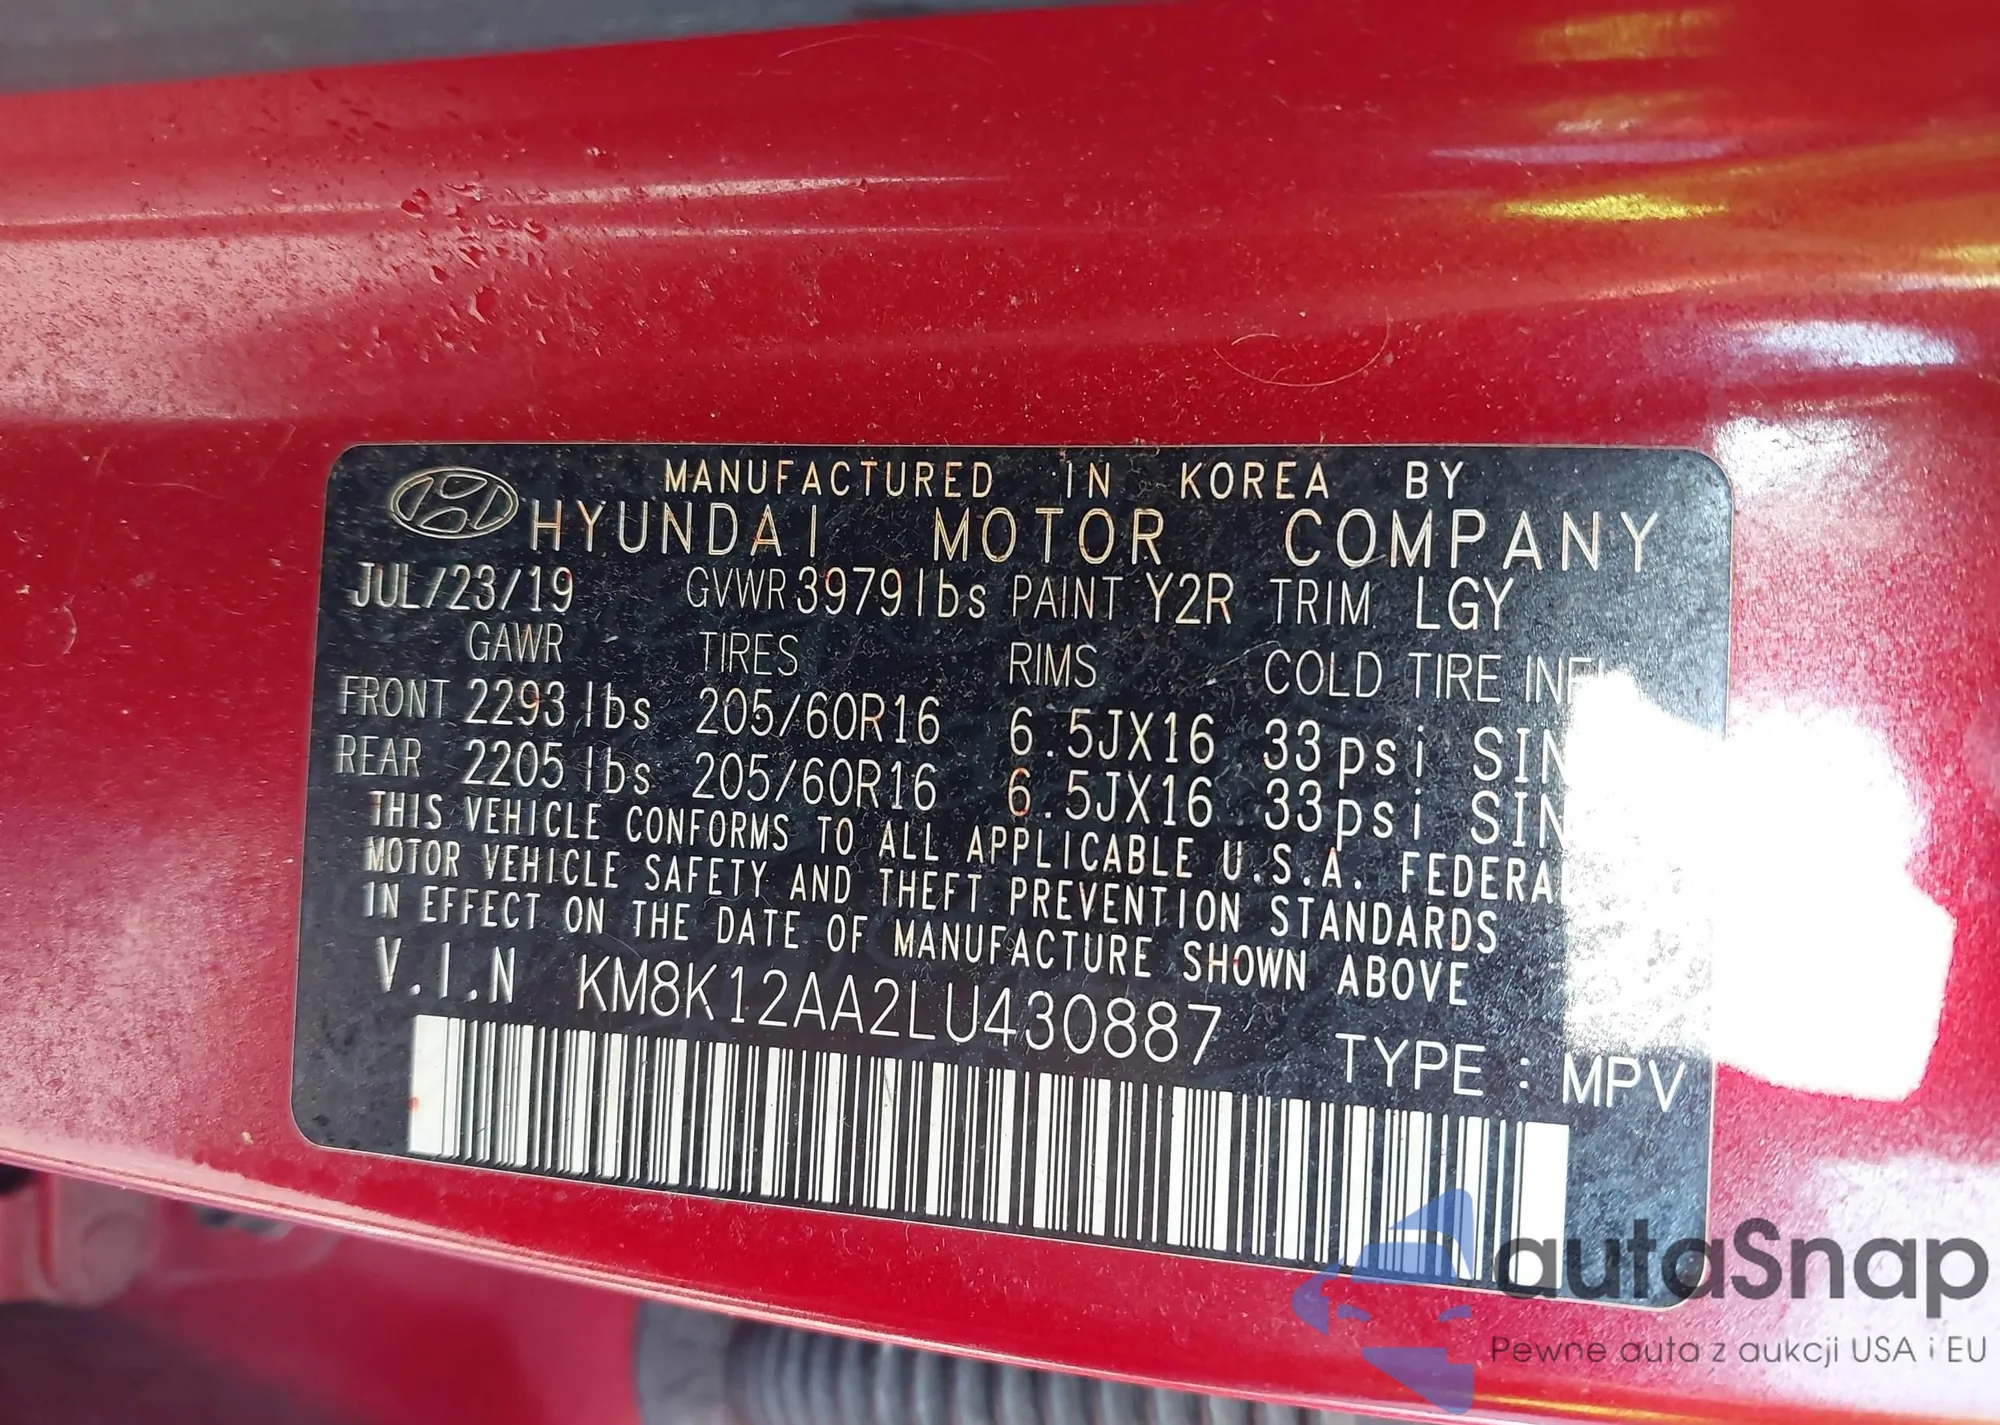 MANUFACTURED IN KOREA BY
HYUNDAI MOTOR COMPANY
JUL/23/19 GVWR 3979 lbs PAINT Y2R TRIM LGY
GAWR TIRES RIMS COLD TIRE
FRONT 2293 lbs 205/60R16 6.5JX16 33psi
REAR 2205 lbs 205/60R16 6.5JX16 33psi
THIS VEHICLE CONFORMS TO ALL APPLICABLE U.S.A. FEDERA
MOTOR VEHICLE SAFETY AND THEFT PREVENTION STANDARDS
IN EFFECT ON THE DATE OF MANUFACTURE SHOWN ABOVE
V.I.N KM8K12AA2LU430887
TYPE : MPV
autaSnap
Pewne auta z aukcji USA i EU